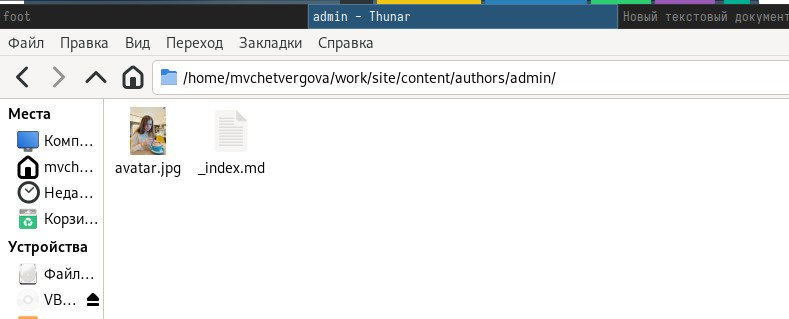 foot
admin - Thunar
Новый текстовый документ
Файл Правка Вид Переход Закладки Справка
/home/mvchetvergova/work/site/content/authors/admin/
Места
Комп...
mvch...
Неда...
Корзи...
Устройства
Файл...
VB...
avatar.jpg
_index.md